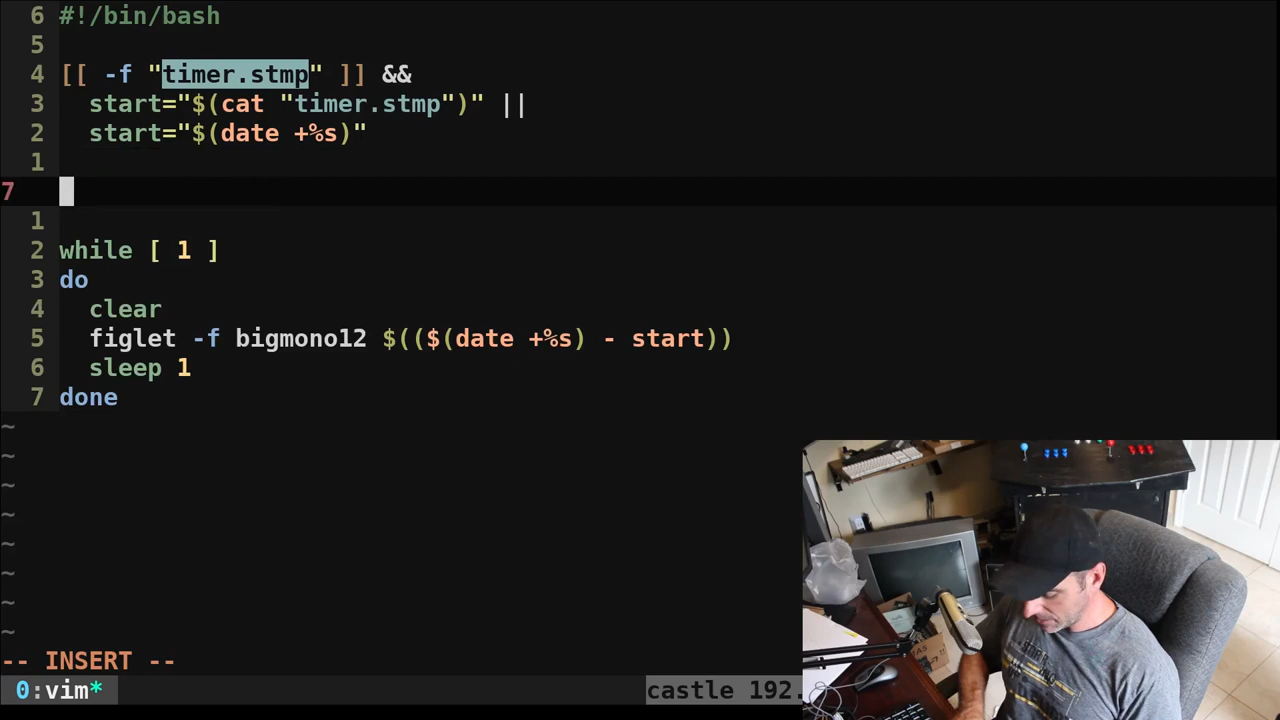 6 #!/bin/bash
5
4 [[ -f "timer.stmp" ]] &&
3   start="$(cat "timer.stmp")" ||
2   start="$(date +%s)"
1
7
1
2 while [ 1 ]
3 do
4   clear
5   figlet -f bigmono12 $(($(date +%s) - start))
6   sleep 1
7 done
~
~
~
~
~
~
~
~
-- INSERT --
0:vim* castle 192.